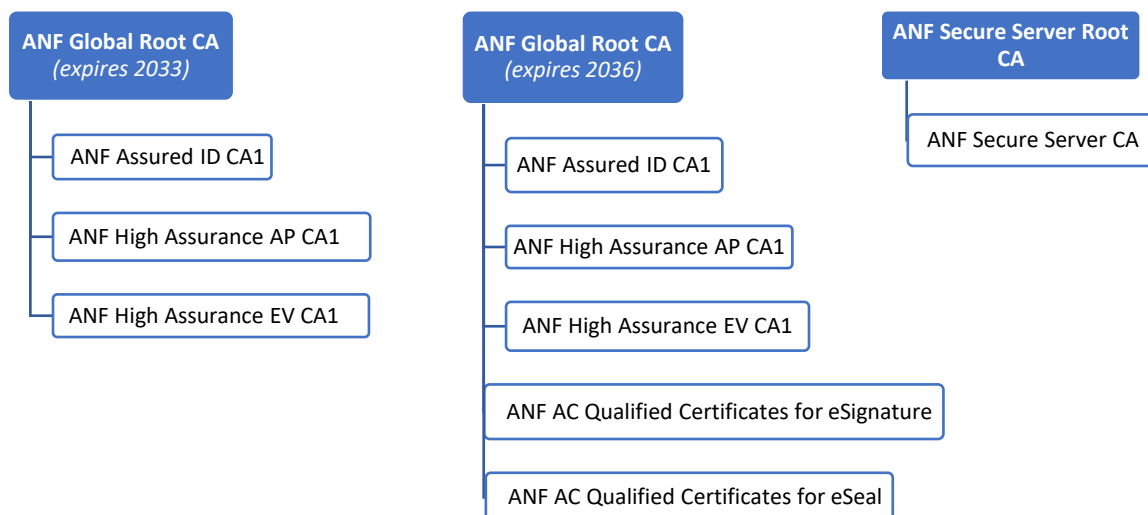 ANF Global Root CA
(expires 2033)
ANF Assured ID CA1
ANF High Assurance AP CA1
ANF High Assurance EV CA1
ANF Global Root CA
(expires 2036)
ANF Assured ID CA1
ANF High Assurance AP CA1
ANF High Assurance EV CA1
ANF AC Qualified Certificates for eSignature
ANF AC Qualified Certificates for eSeal
ANF Secure Server Root
CA
ANF Secure Server CA